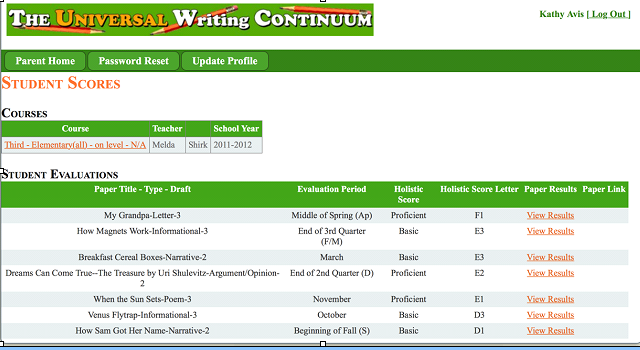 THE UNIVERSAL WRITING CONTINUUM
Kathy Avis [ Log Out ]
Parent Home Password Reset Update Profile
STUDENT SCORES
COURSES
Course Teacher School Year
Third - Elementary(all) - on level - N/A Melda Shirk 2011-2012
STUDENT EVALUATIONS
Paper Title - Type - Draft Evaluation Period Holistic Score Holistic Score Letter Paper Results Paper Link
My Grandpa-Letter-3 Middle of Spring (Ap) Proficient F1 View Results
How Magnets Work-Informational-3 End of 3rd Quarter (F/M) Basic E3 View Results
Breakfast Cereal Boxes-Narrative-2 March Basic E3 View Results
Dreams Can Come True--The Treasure by Uri Shulevitz-Argument/Opinion-2 End of 2nd Quarter (D) Proficient E2 View Results
When the Sun Sets-Poem-3 November Proficient E1 View Results
Venus Flytrap-Informational-3 October Basic D3 View Results
How Sam Got Her Name-Narrative-2 Beginning of Fall (S) Basic D1 View Results